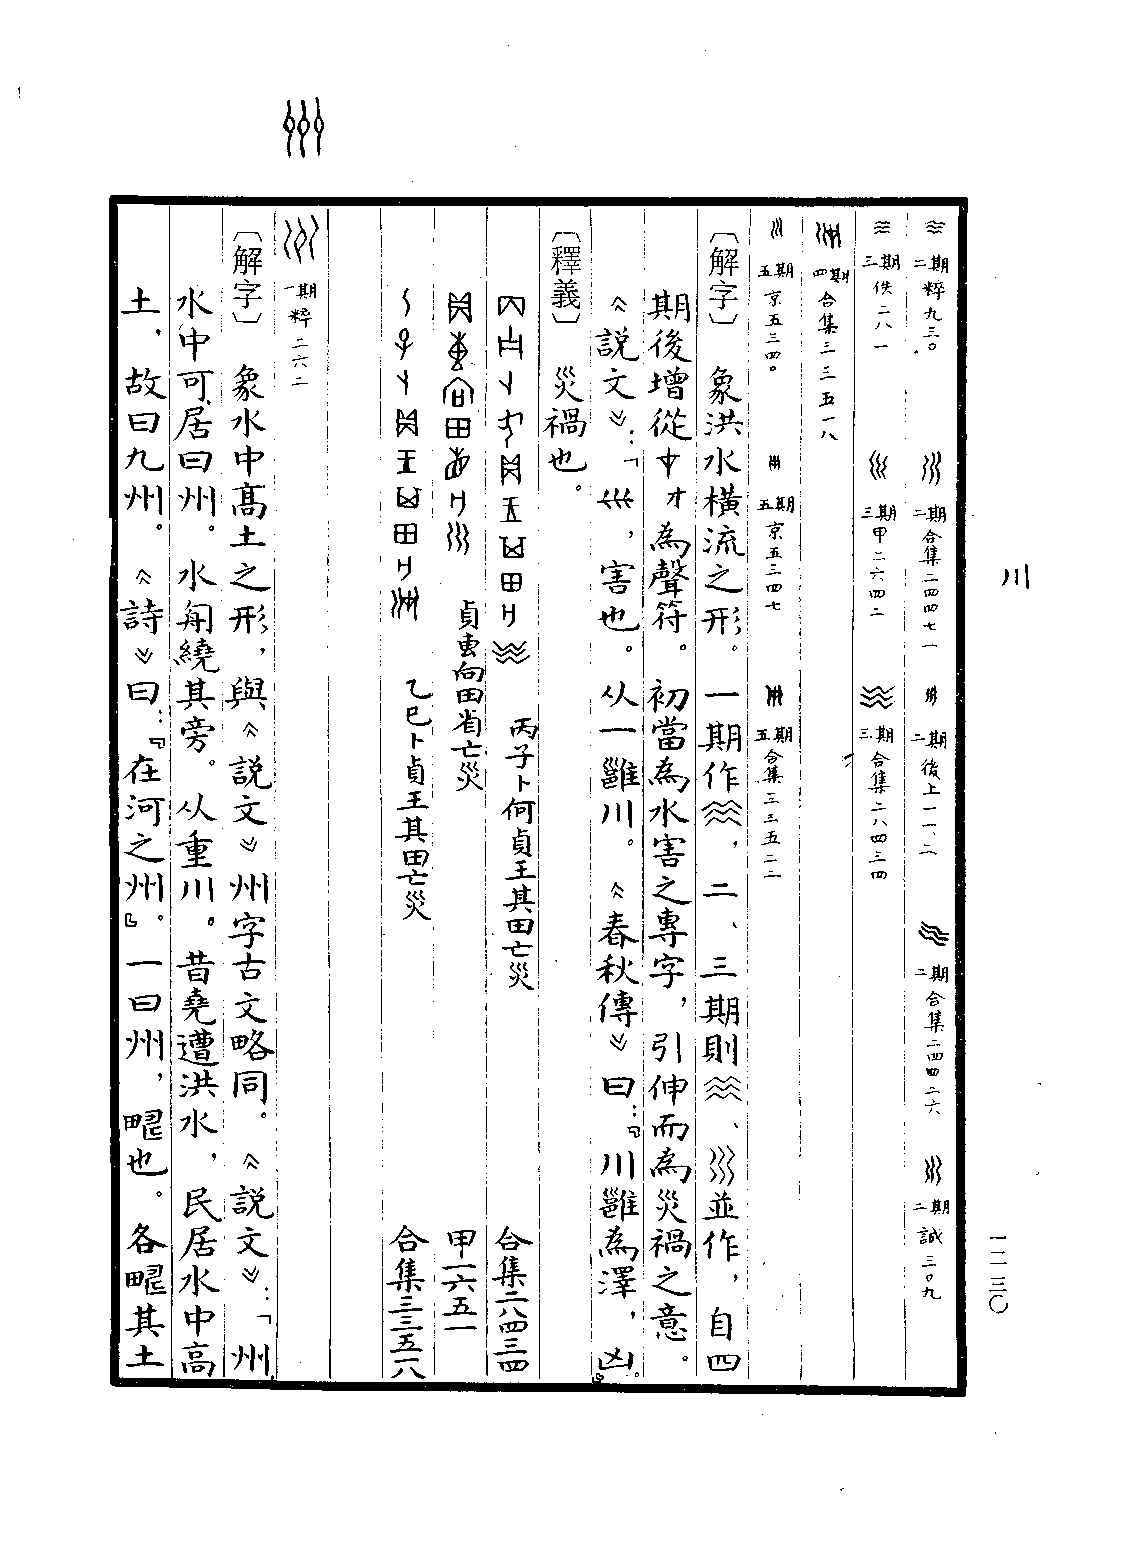 川
一一三〇
二期 粹九三〇
二期 合集二四四七一
二期 後上一一、二
二期 合集二四四二六
二期 誠三〇九
三期 佚二八一
三期 甲二六四二
三期 合集二八四三四
四期 合集三三五一八
五期 京五三四〇
五期 京五三四七
五期 合集三三五二二
〔解字〕 象洪水橫流之形。一期作，二、三期則、並作，自四
期後增從為聲符。初當為水害之專字，引伸而為災禍之意。
《說文》：「巛，害也。从一雝川。《春秋傳》曰：『川雝為澤，凶。』
〔釋義〕 災禍也。
丙子卜何貞王其田亡災 合集二八四三四
貞叀向田省亡災 甲一六五一
乙巳卜貞王其田亡災 合集三三五一八
一期 粹二六二
〔解字〕 象水中高土之形，與《說文》州字古文略同。《說文》：「州
水中可居曰州。水匊繞其旁。从重川。昔堯遭洪水，民居水中高
土，故曰九州。《詩》曰：『在河之州』。一曰州，疇也。各疇其土